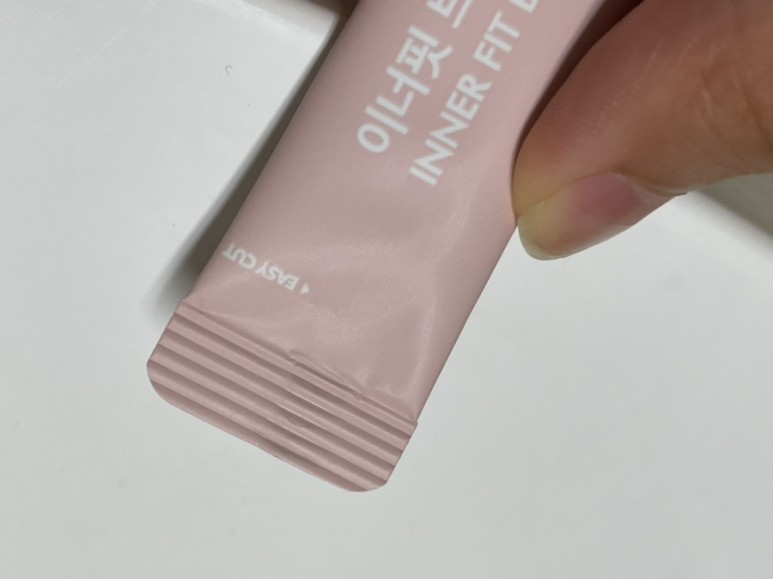 이너핏
INNER FIT
EASY CUT